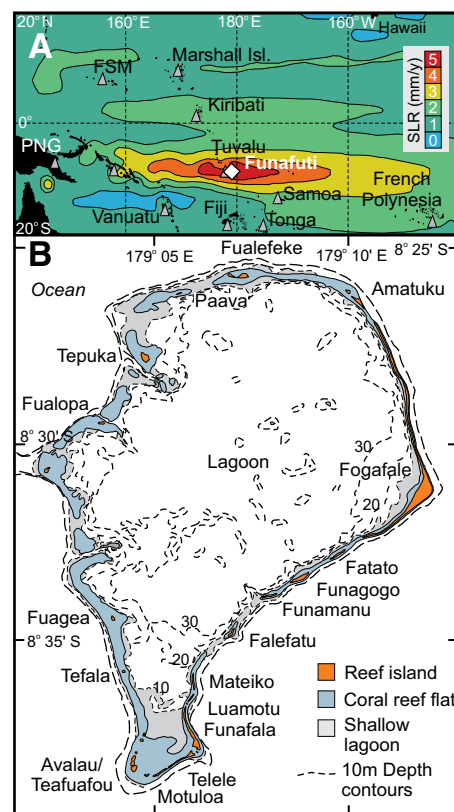 20°N 160°E 180°E 160°W
A
Hawaii
FSM
Marshall Isl.
Kiribati
0°
SLR (mm/y)
5
4
3
2
1
0
PNG
Tuvalu
Funafuti
French
Polynesia
Samoa
Vanuatu
Fiji
Tonga
20°S
B
Fualefeke
179° 05 E
179° 10 E
8° 25' S
Ocean
Paava
Amatuku
Tepuka
Fualopa
8° 30' S
Lagoon
30
Fogafale
20
Fatato
Funagogo
Funamanu
Fuagea
30
Falefatu
8° 35' S
20
Tefala
10
Mateiko
Luamotu
Funafala
Avalau/
Teafuafou
Telele
Motuloa
Reef island
Coral reef flat
Shallow
lagoon
10m Depth
contours